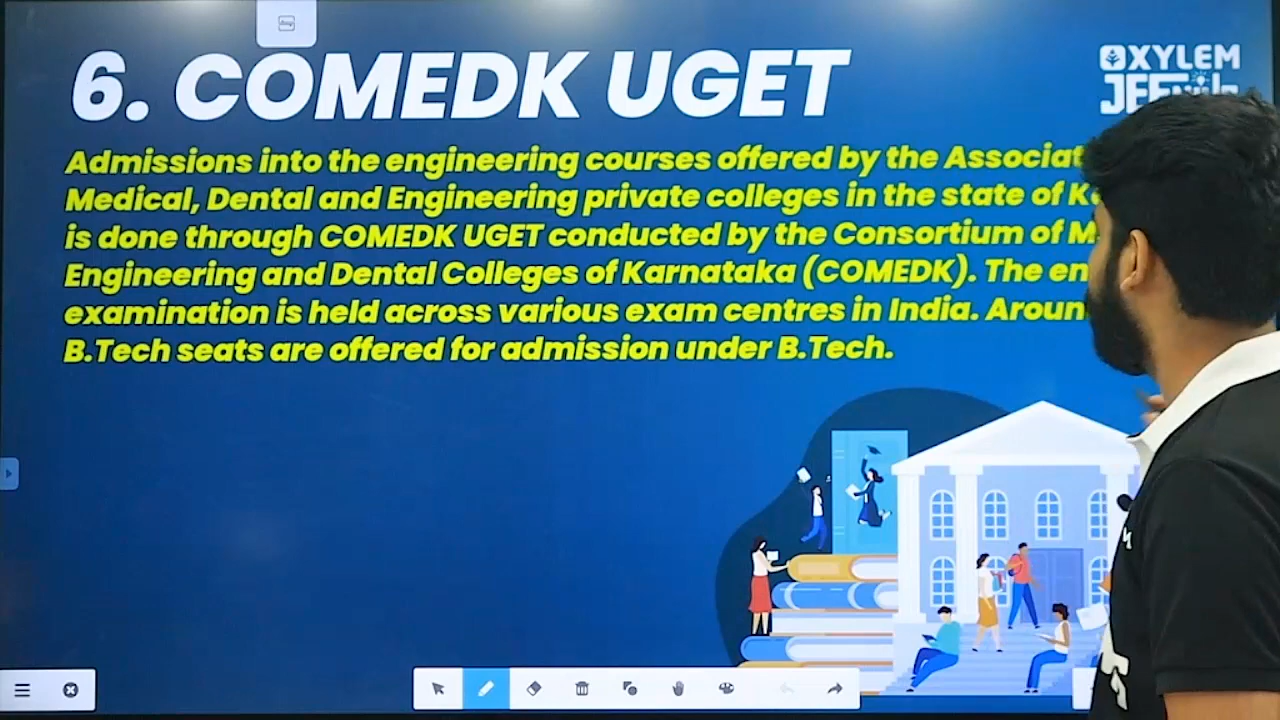 6. COMEDK UGET
XYLEM
Admissions into the engineering courses offered by the
Medical, Dental and Engineering private colleges in the state of
is done through COMEDK UGET conducted by the Consortium of
Engineering and Dental Colleges of Karnataka (COMEDK). The
examination is held across various exam centres in India.
B.Tech seats are offered for admission under B.Tech.